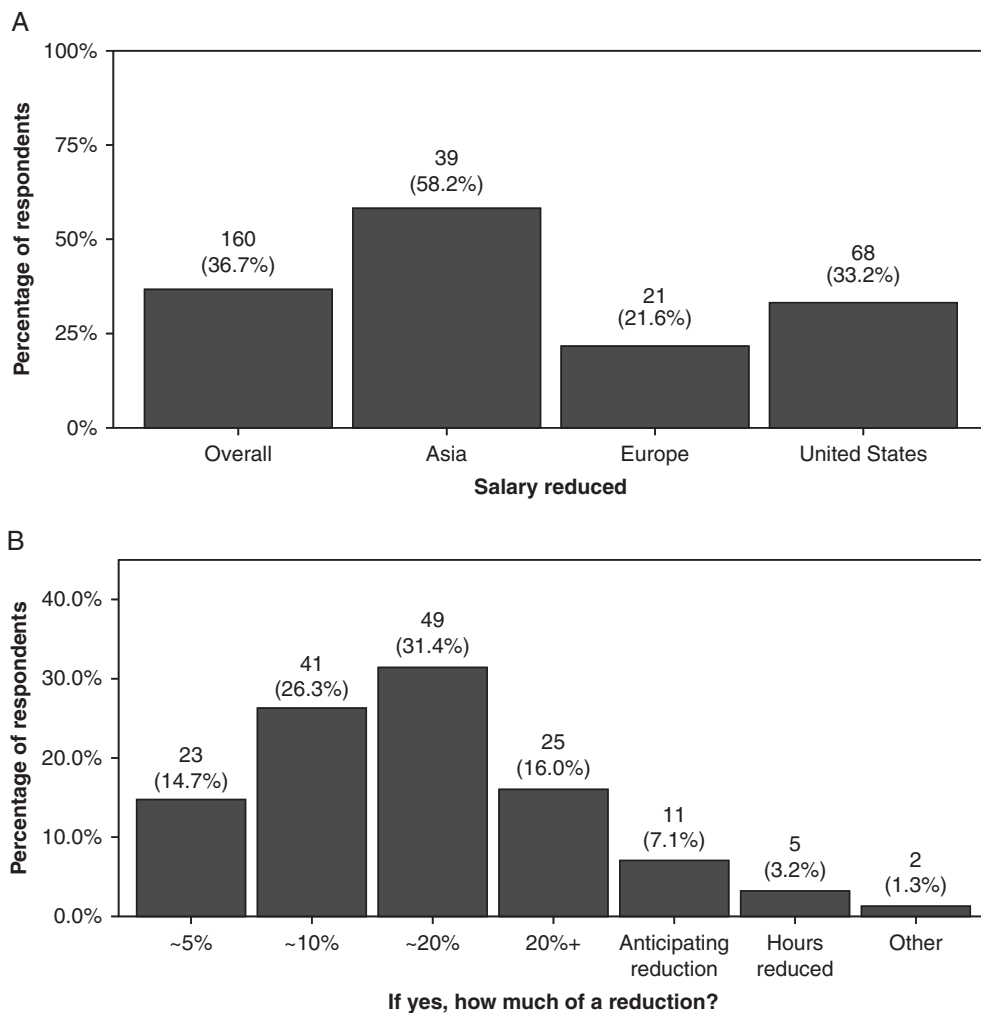 A
Percentage of respondents
100%
75%
50%
25%
0%
160
(36.7%)
39
(58.2%)
21
(21.6%)
68
(33.2%)
Overall
Asia
Europe
United States
Salary reduced
B
Percentage of respondents
40.0%
30.0%
20.0%
10.0%
0.0%
23
(14.7%)
41
(26.3%)
49
(31.4%)
25
(16.0%)
11
(7.1%)
5
(3.2%)
2
(1.3%)
~5%
~10%
~20%
20%+
Anticipating
reduction
Hours
reduced
Other
If yes, how much of a reduction?